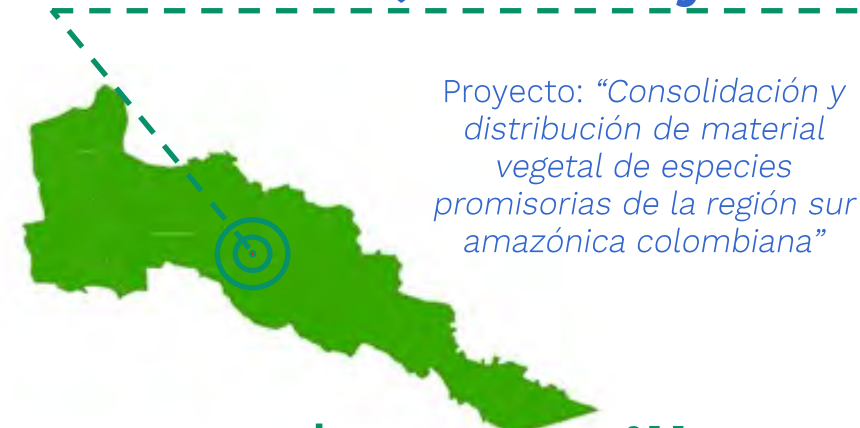 Proyecto: “Consolidación y
distribución de material
vegetal de especies
promisorias de la región sur
amazónica colombiana”